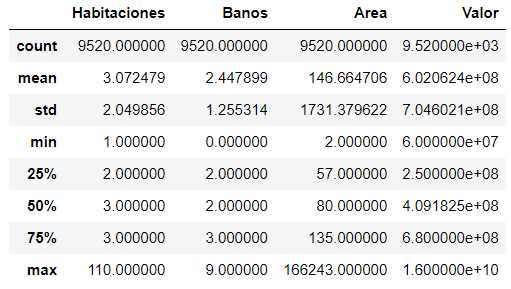 Habitaciones Banos Area Valor
count 9520.000000 9520.000000 9520.000000 9.520000e+03
mean 3.072479 2.447899 146.664706 6.020624e+08
std 2.049856 1.255314 1731.379622 7.046021e+08
min 1.000000 0.000000 2.000000 6.000000e+07
25% 2.000000 2.000000 57.000000 2.500000e+08
50% 3.000000 2.000000 80.000000 4.091825e+08
75% 3.000000 3.000000 135.000000 6.800000e+08
max 110.000000 9.000000 166243.000000 1.600000e+10